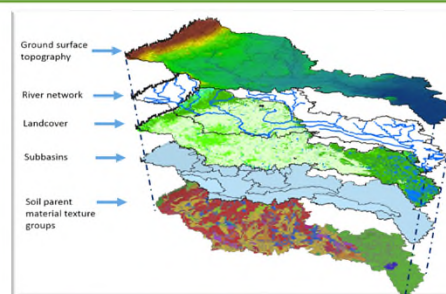 Ground surface
topography
River network
Landcover
Subbasins
Soil parent
material texture
groups